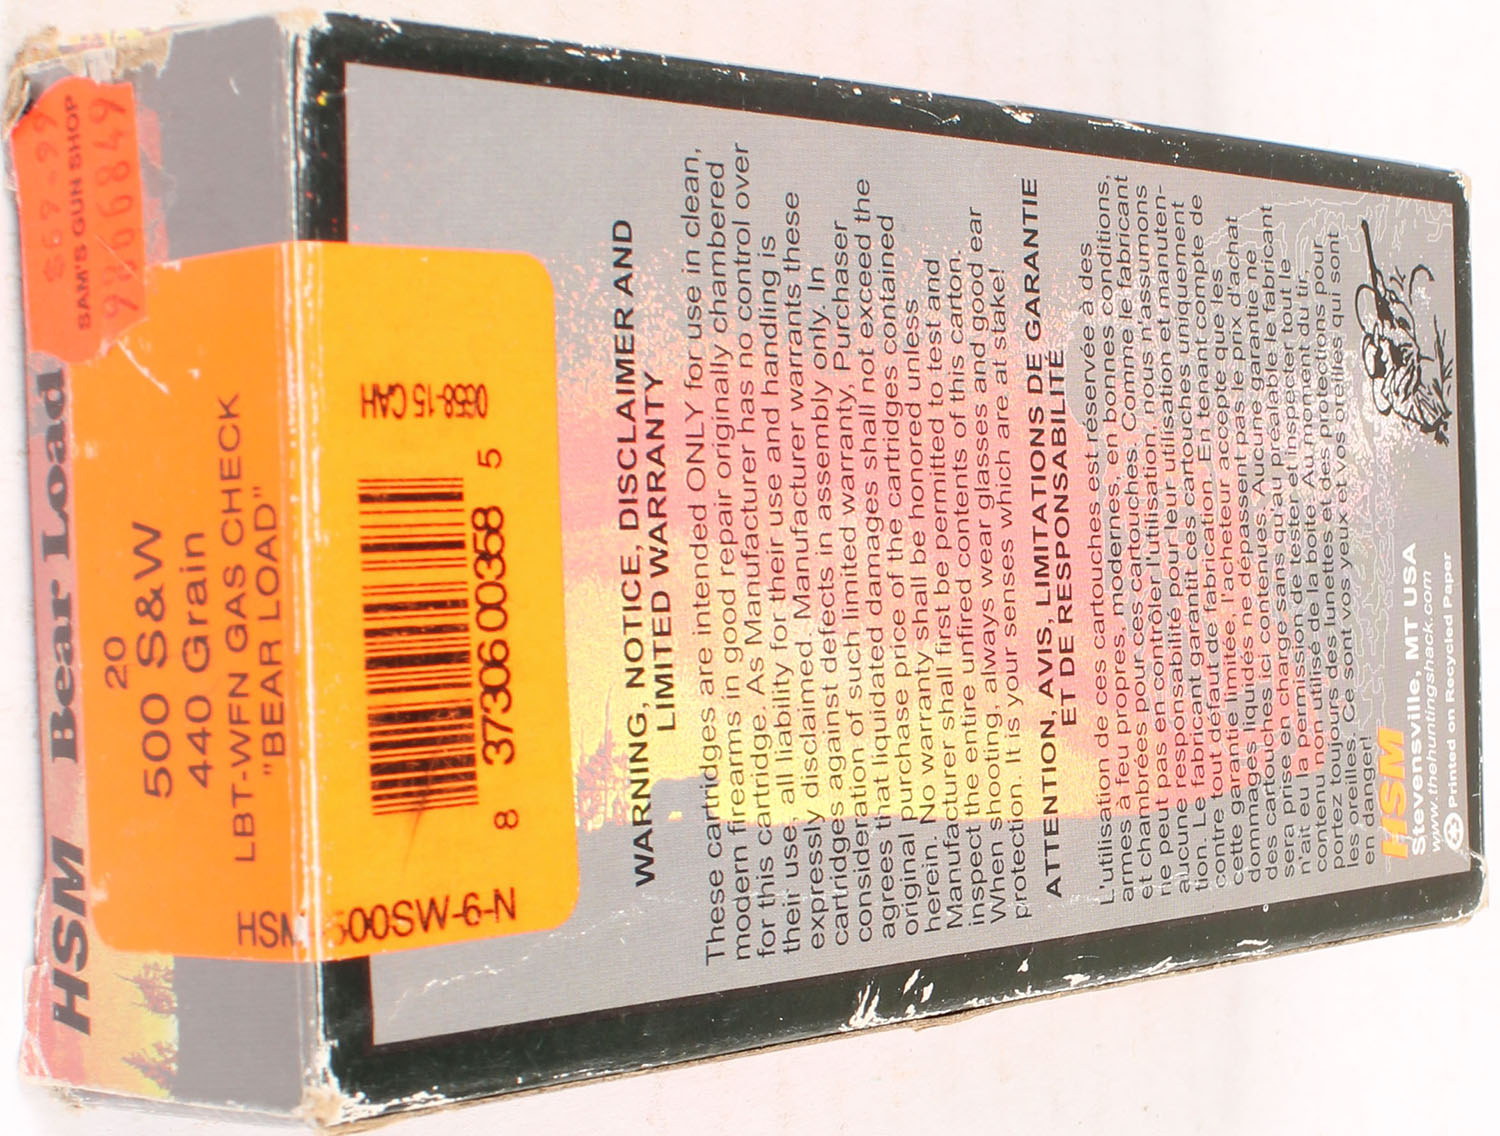 $69.99
SAM'S GUN SHOP
9806849
HSM Bear Load
20
500 S&W
440 Grain
LBT-WFN GAS CHECK
"BEAR LOAD"
HSM-500SW-6-N
0358-15 CAH
8 37306 00358 5
WARNING, NOTICE, DISCLAIMER AND
LIMITED WARRANTY
These cartridges are intended ONLY for use in clean,
modern firearms in good repair originally chambered
for this cartridge. As Manufacturer has no control over
their use, all liability for their use and handling is
expressly disclaimed. Manufacturer warrants these
cartridges against defects in assembly only. In
consideration of such limited warranty, Purchaser
agrees that liquidated damages shall not exceed the
original purchase price of the cartridges contained
herein. No warranty shall be honored unless
Manufacturer shall first be permitted to test and
inspect the entire unfired contents of this carton.
When shooting, always wear glasses and good ear
protection. It is your senses which are at stake!
ATTENTION, AVIS, LIMITATIONS DE GARANTIE
ET DE RESPONSABILITÉ
L'utilisation de ces cartouches est réservée à des
armes à feu propres, modernes, en bonnes conditions,
et chambrées pour ces cartouches. Comme le fabricant
ne peut pas en contrôler l'utilisation, nous n'assumons
aucune responsabilité pour leur utilisation et manuten-
tion. Le fabricant garantit ces cartouches uniquement
contre tout défaut de fabrication. En tenant compte de
cette garantie limitée, l'acheteur accepte que les
dommages liquidés ne dépassent pas le prix d'achat
des cartouches ici contenues. Aucune garantie ne
sera prise en charge sans qu'au préalable le fabricant
n'ait eu la permission de tester et inspecter tout le
contenu non utilisé de la boite. Au moment du tir,
portez toujours des lunettes et des protections pour
les oreilles. Ce sont vos yeux et vos oreilles qui sont
en danger!
HSM
Stevensville, MT USA
www.thehuntingshack.com
Printed on Recycled Paper